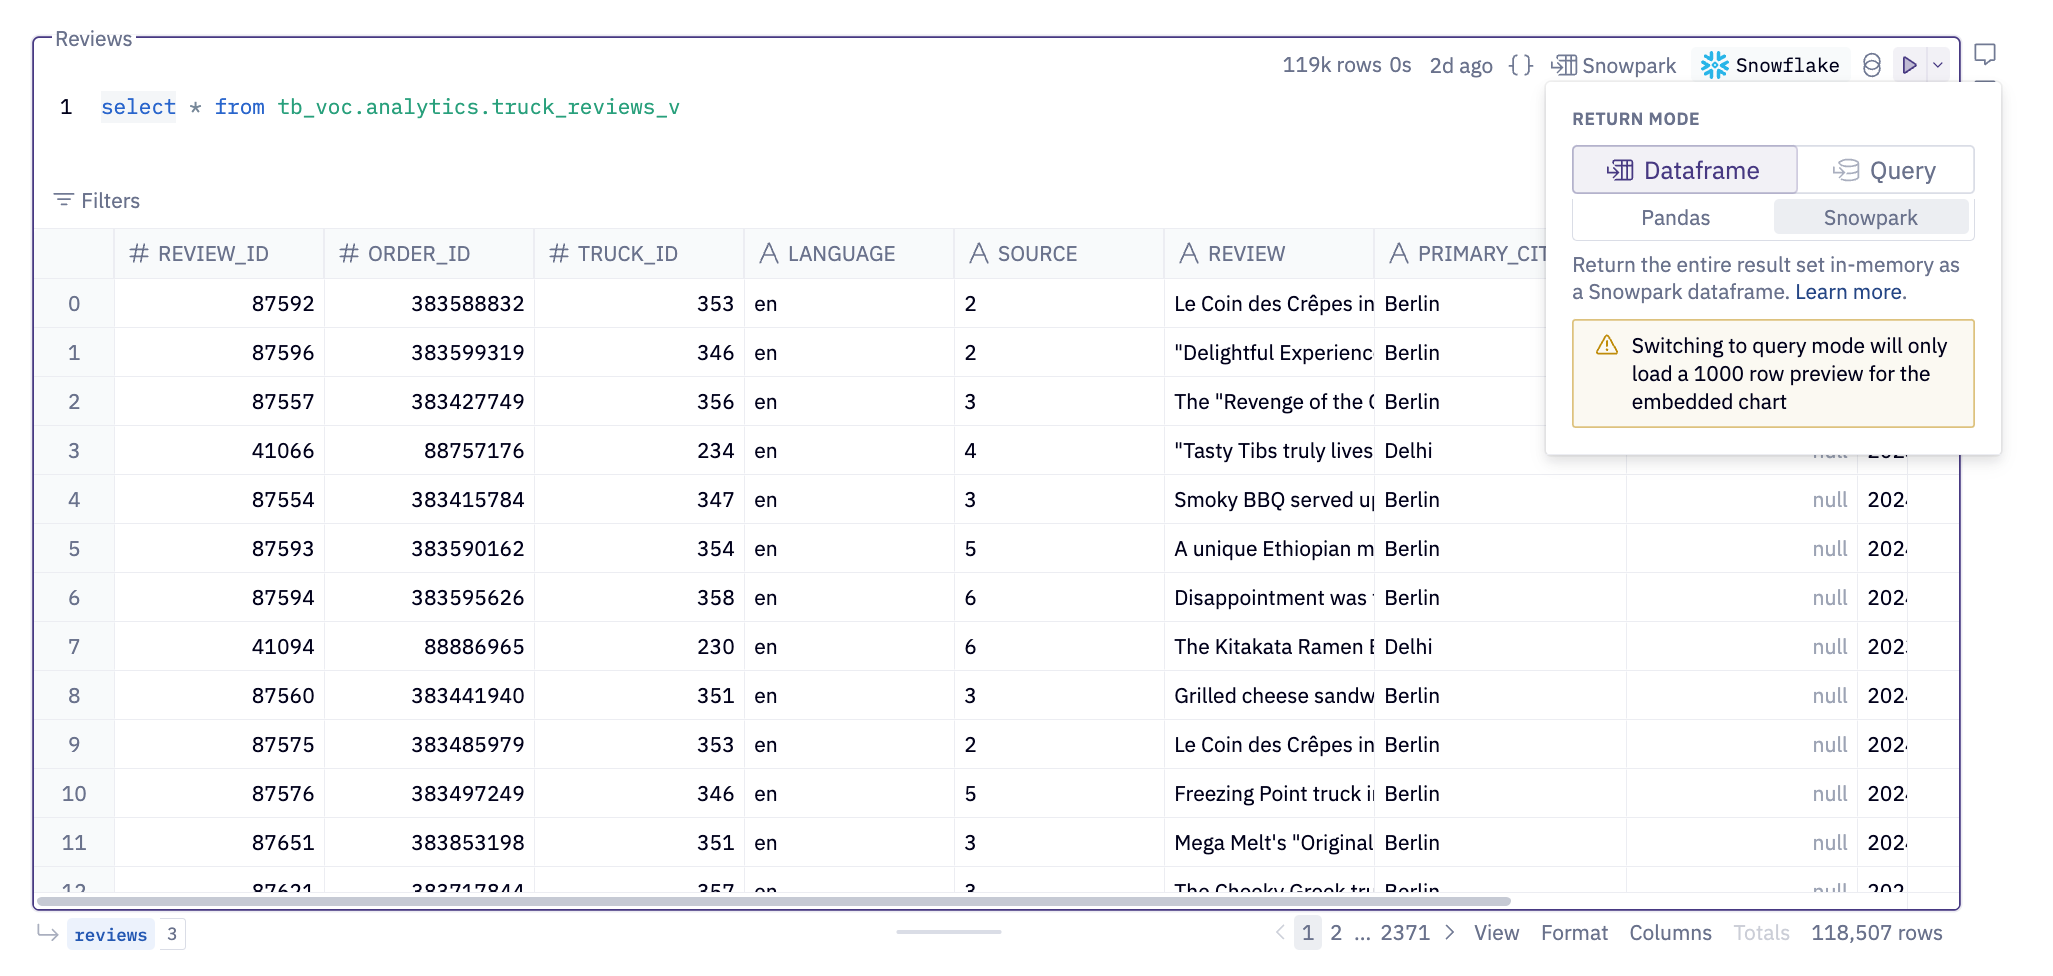 Reviews
119k rows 0s 2d ago {} Snowpark Snowflake
1 select * from tb_voc.analytics.truck_reviews_v
RETURN MODE
Dataframe Query
Pandas Snowpark
Return the entire result set in-memory as
a Snowpark dataframe. Learn more.
Switching to query mode will only
load a 1000 row preview for the
embedded chart
Filters
# REVIEW_ID # ORDER_ID # TRUCK_ID A LANGUAGE A SOURCE A REVIEW A PRIMARY_CIT
0 87592 383588832 353 en 2 Le Coin des Crêpes in Berlin
1 87596 383599319 346 en 2 "Delightful Experienc Berlin
2 87557 383427749 356 en 3 The "Revenge of the Berlin
3 41066 88757176 234 en 4 "Tasty Tibs truly lives Delhi null
4 87554 383415784 347 en 3 Smoky BBQ served up Berlin null 2024
5 87593 383590162 354 en 5 A unique Ethiopian m Berlin null 2024
6 87594 383595626 358 en 6 Disappointment was Berlin null 2024
7 41094 88886965 230 en 6 The Kitakata Ramen Delhi null 202
8 87560 383441940 351 en 3 Grilled cheese sandw Berlin null 2024
9 87575 383485979 353 en 2 Le Coin des Crêpes in Berlin null 2024
10 87576 383497249 346 en 5 Freezing Point truck i Berlin null 2024
11 87651 383853198 351 en 3 Mega Melt's "Original Berlin null 2024
12 87621 383717844 357 en 3 The Cheeky Greek tru Berlin null 202
reviews 3
1 2 ... 2371 View Format Columns Totals 118,507 rows